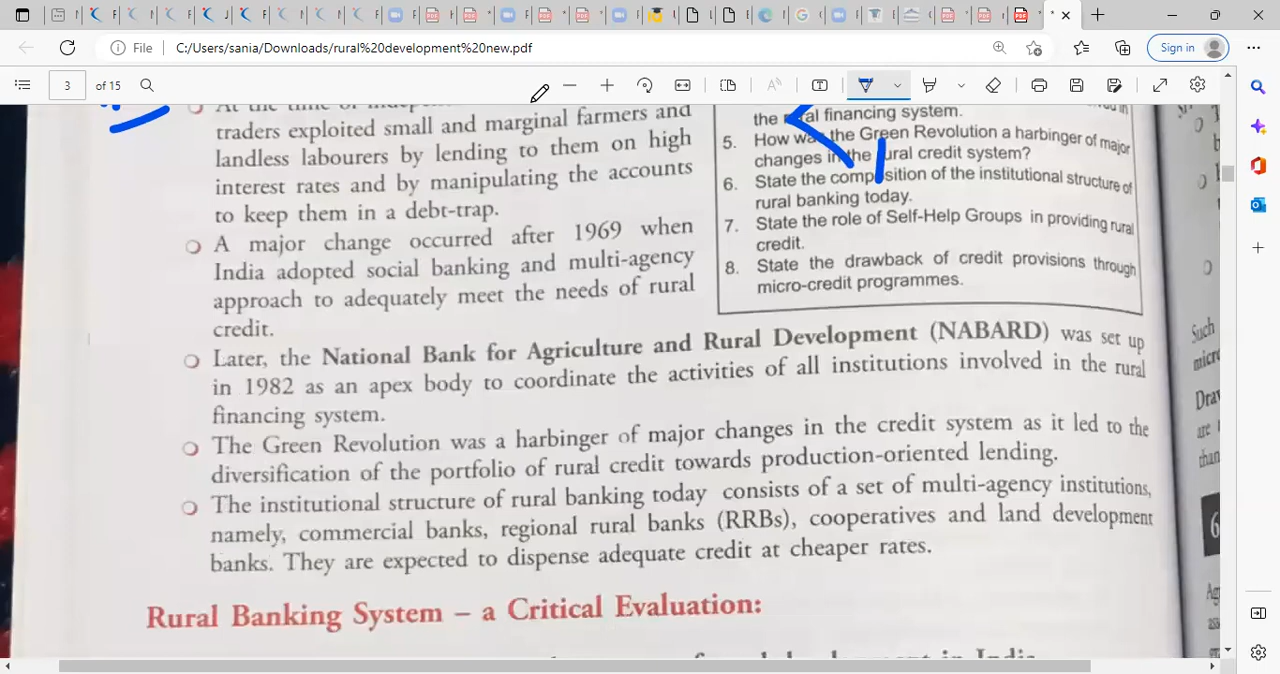 File
C:/Users/sania/Downloads/rural%20development%20new.pdf
Sign in
3
of 15
traders exploited small and marginal farmers and
landless labourers by lending to them on high
interest rates and by manipulating the accounts
to keep them in a debt-trap.
A major change occurred after 1969 when
India adopted social banking and multi-agency
approach to adequately meet the needs of rural
credit.
the rural financing system.
5. How was the Green Revolution a harbinger of major
changes in the rural credit system?
6. State the composition of the institutional structure of
rural banking today.
7. State the role of Self-Help Groups in providing rural
credit.
8. State the drawback of credit provisions through
micro-credit programmes.
Later, the National Bank for Agriculture and Rural Development (NABARD) was set up
in 1982 as an apex body to coordinate the activities of all institutions involved in the rural
financing system.
The Green Revolution was a harbinger of major changes in the credit system as it led to the
diversification of the portfolio of rural credit towards production-oriented lending.
The institutional structure of rural banking today consists of a set of multi-agency institutions,
namely, commercial banks, regional rural banks (RRBs), cooperatives and land development
banks. They are expected to dispense adequate credit at cheaper rates.
Rural Banking System – a Critical Evaluation:
Such
are
6